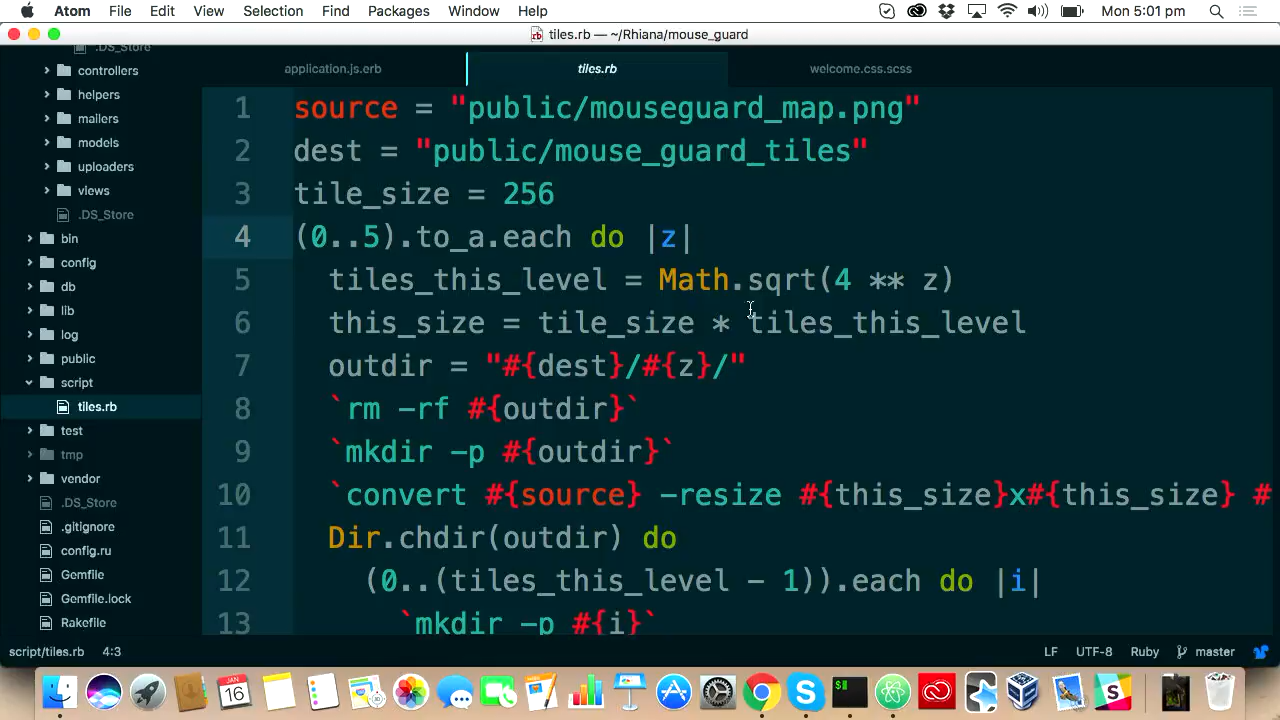 Atom File Edit View Selection Find Packages Window Help Mon 5:01 pm
tiles.rb — ~/Rhiana/mouse_guard
.DS_Store
controllers
helpers
mailers
models
uploaders
views
.DS_Store
bin
config
db
lib
log
public
script
tiles.rb
test
tmp
vendor
.DS_Store
.gitignore
config.ru
Gemfile
Gemfile.lock
Rakefile
application.js.erb tiles.rb welcome.css.scss
1 source = "public/mouseguard_map.png"
2 dest = "public/mouse_guard_tiles"
3 tile_size = 256
4 (0..5).to_a.each do |z|
5 tiles_this_level = Math.sqrt(4 ** z)
6 this_size = tile_size * tiles_this_level
7 outdir = "#{dest}/#{z}/"
8 `rm -rf #{outdir}`
9 `mkdir -p #{outdir}`
10 `convert #{source} -resize #{this_size}x#{this_size} #
11 Dir.chdir(outdir) do
12 (0..(tiles_this_level - 1)).each do |i|
13 `mkdir -p #{i}`
script/tiles.rb 4:3 LF UTF-8 Ruby master
JAN
16